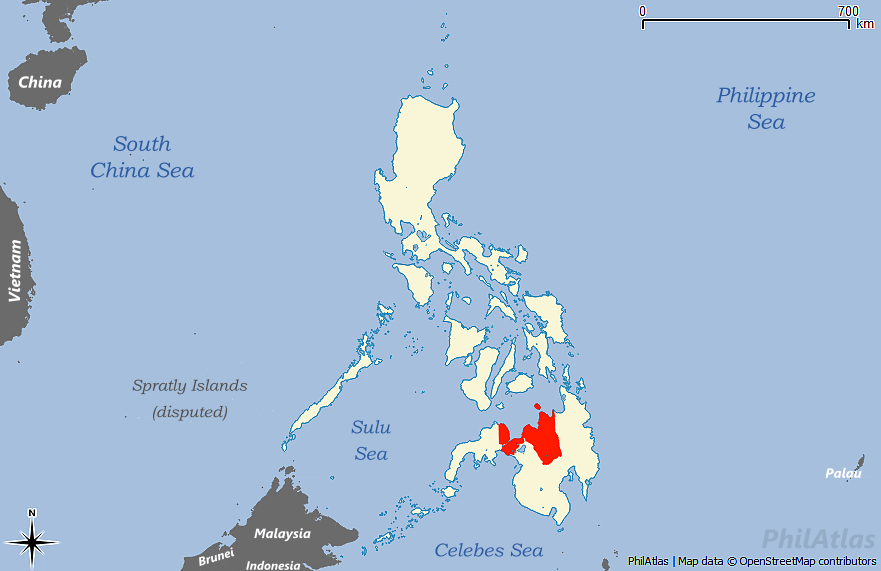 0 700
km
China
Philippine
Sea
South
China Sea
Vietnam
Spratly Islands
(disputed)
Sulu
Sea
Palau
N
Malaysia
Brunei
Indonesia
Celebes Sea
PhilAtlas
PhilAtlas | Map data © OpenStreetMap contributors